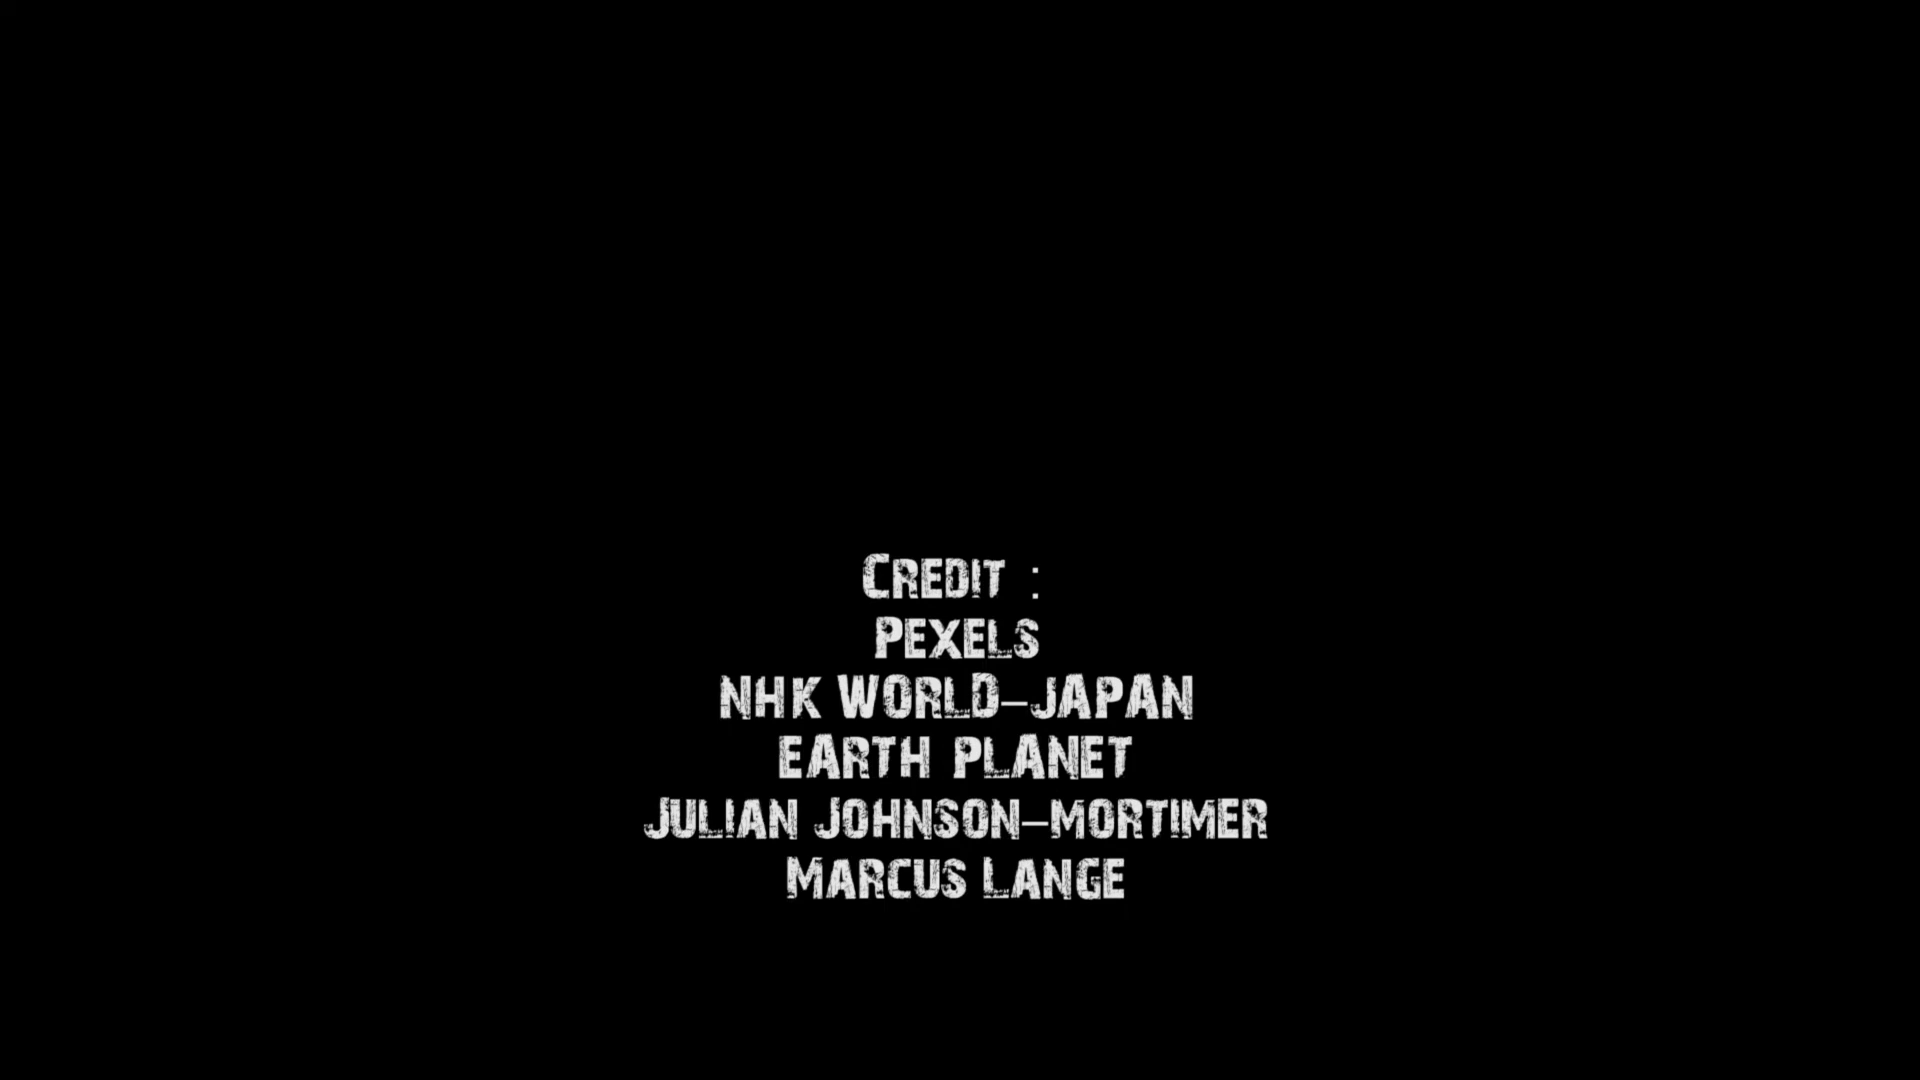 Credit :
PEXELS
NHK WORLD-JAPAN
EARTH PLANET
Julian Johnson-Mortimer
Marcus Lange